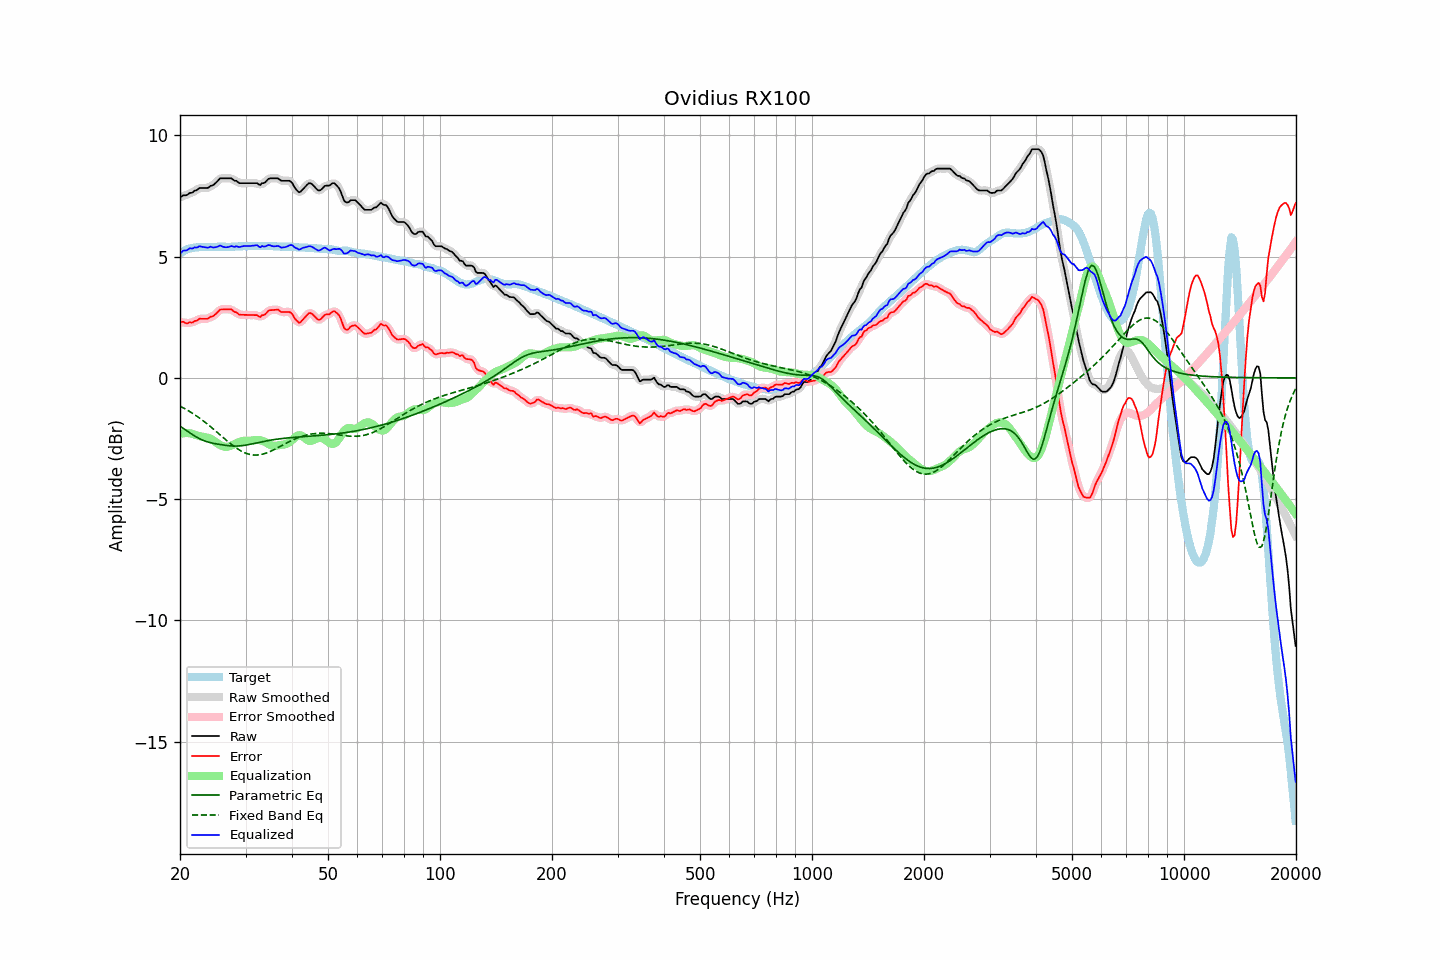 Ovidius RX100
Amplitude (dBr)
10
5
0
−5
−10
−15
Target
Raw Smoothed
Error Smoothed
Raw
Error
Equalization
Parametric Eq
Fixed Band Eq
Equalized
20 50 100 200 500 1000 2000 5000 10000 20000
Frequency (Hz)